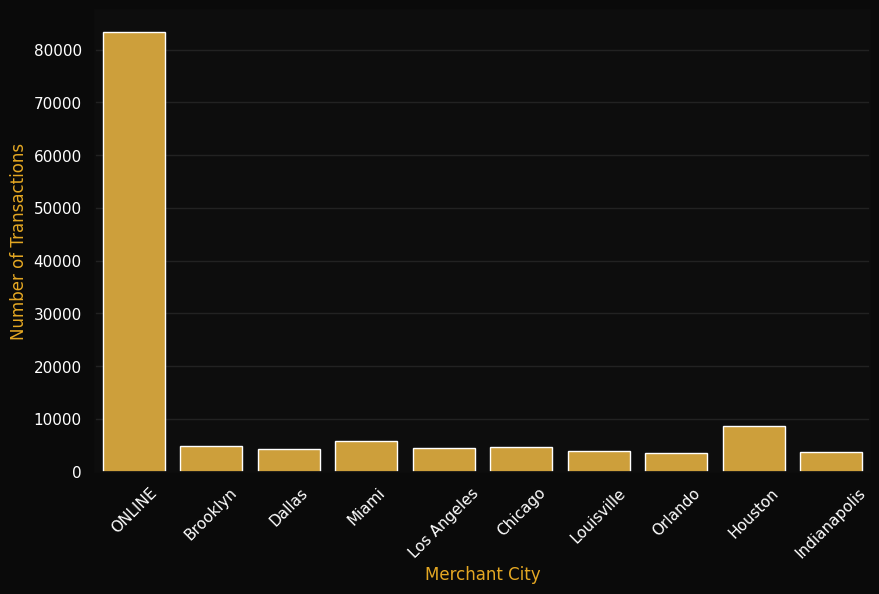 Number of Transactions
80000
70000
60000
50000
40000
30000
20000
10000
0
ONLINE
Brooklyn
Dallas
Miami
Los Angeles
Chicago
Louisville
Orlando
Houston
Indianapolis
Merchant City